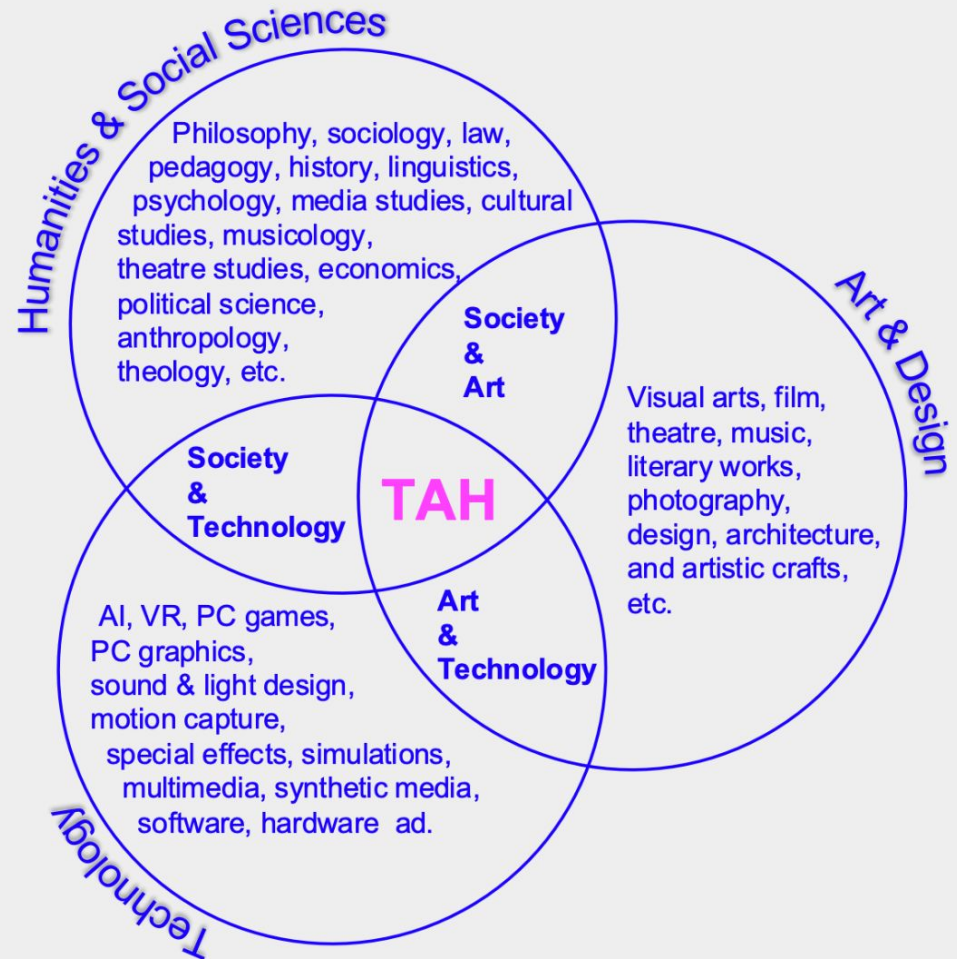 Humanities & Social Sciences
Philosophy, sociology, law,
pedagogy, history, linguistics,
psychology, media studies, cultural
studies, musicology,
theatre studies, economics,
political science,
anthropology,
theology, etc.
Society
&
Art
Art & Design
Visual arts, film,
theatre, music,
literary works,
photography,
design, architecture,
and artistic crafts,
etc.
Society
&
Technology
TAH
Art
&
Technology
AI, VR, PC games,
PC graphics,
sound & light design,
motion capture,
special effects, simulations,
multimedia, synthetic media,
software, hardware ad.
Technology